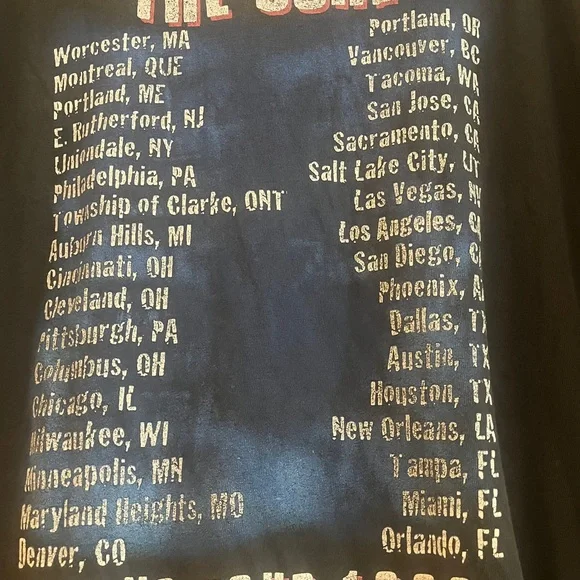 THE CURE
Worcester, MA
Montreal, QUE
Portland, ME
E. Rutherford, NJ
Uniondale, NY
Philadelphia, PA
Township of Clarke, ONT
Auburn Hills, MI
Cincinnati, OH
Cleveland, OH
Pittsburgh, PA
Columbus, OH
Chicago, IL
Milwaukee, WI
Minneapolis, MN
Maryland Heights, MO
Denver, CO
Portland, OR
Vancouver, BC
Tacoma, WA
San Jose, CA
Sacramento, CA
Salt Lake City, UT
Las Vegas, NV
Los Angeles, CA
San Diego, CA
Phoenix, AZ
Dallas, TX
Austin, TX
Houston, TX
New Orleans, LA
Tampa, FL
Miami, FL
Orlando, FL